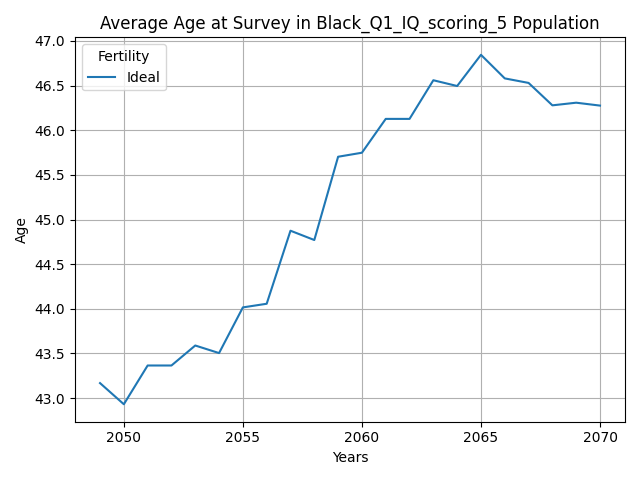 Average Age at Survey in Black_Q1_IQ_scoring_5 Population
47.0
46.5
46.0
45.5
45.0
44.5
44.0
43.5
43.0
Age
Fertility
Ideal
2050 2055 2060 2065 2070
Years